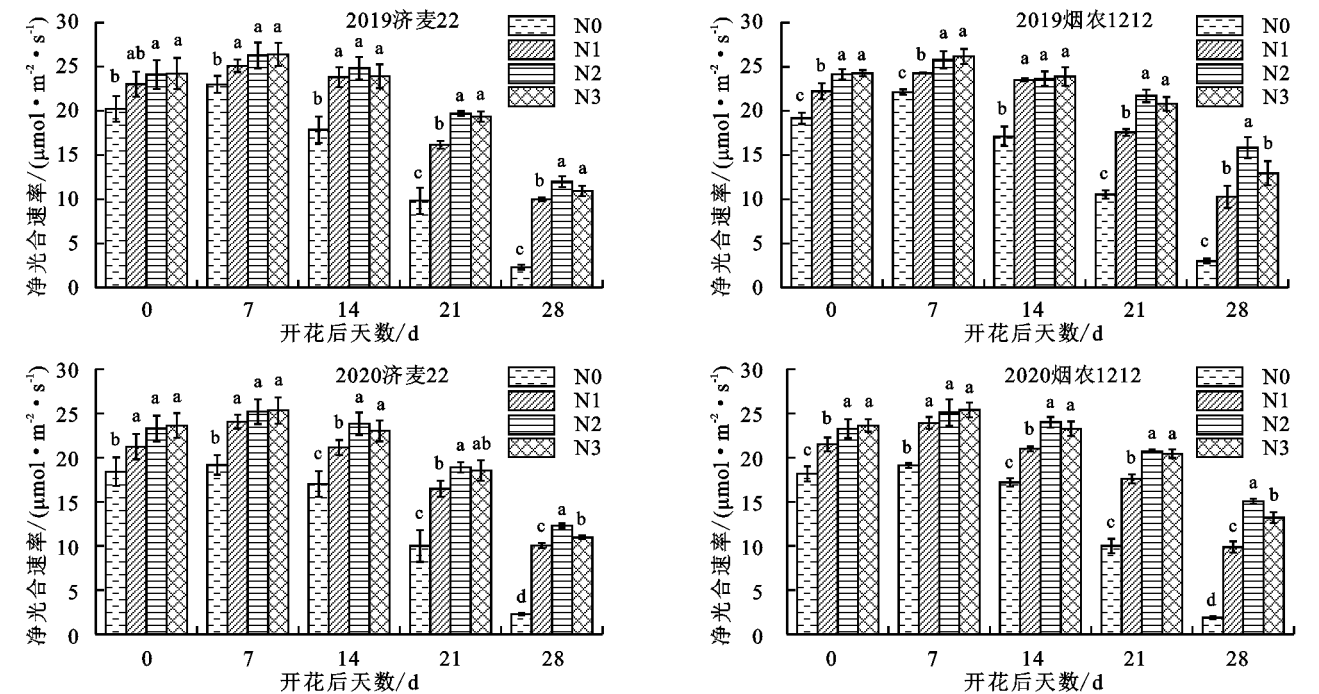 2019济麦22
N0
N1
N2
N3
净光合速率/(μmol·m⁻²·s⁻¹)
30
25
20
15
10
5
0
b ab a a
b a a a
b a a a
c b a a
c b a a
0 7 14 21 28
开花后天数/d
2019烟农1212
N0
N1
N2
N3
净光合速率/(μmol·m⁻²·s⁻¹)
30
25
20
15
10
5
0
c b a a
c b a a
b a a a
c b a a
c b a b
0 7 14 21 28
开花后天数/d
2020济麦22
N0
N1
N2
N3
净光合速率/(μmol·m⁻²·s⁻¹)
30
25
20
15
10
5
0
b a a a
b a a a
c b a a
c b a ab
d c a b
0 7 14 21 28
开花后天数/d
2020烟农1212
N0
N1
N2
N3
净光合速率/(μmol·m⁻²·s⁻¹)
30
25
20
15
10
5
0
c b a a
b a a a
c b a a
c b a a
d c a b
0 7 14 21 28
开花后天数/d